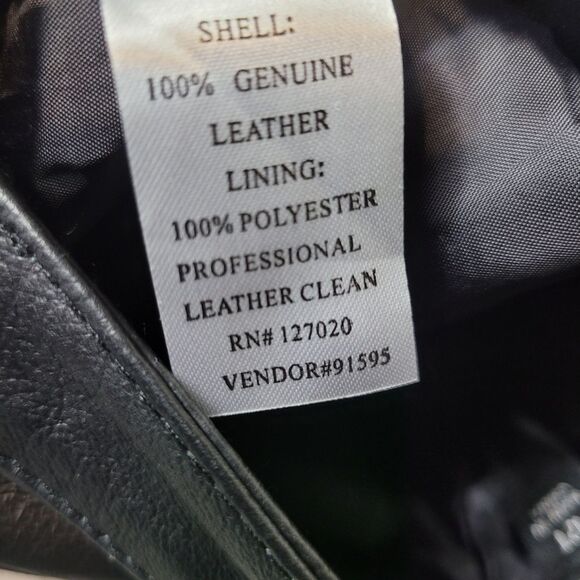 SHELL:
100% GENUINE
LEATHER
LINING:
100% POLYESTER
PROFESSIONAL
LEATHER CLEAN
RN# 127020
VENDOR#91595